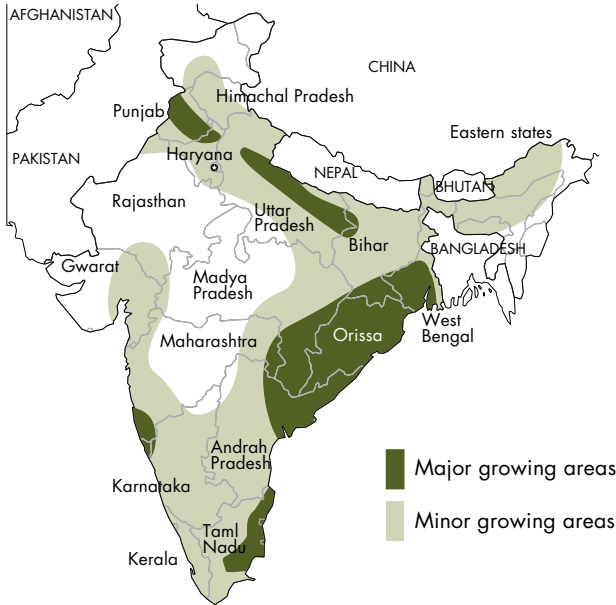 AFGHANISTAN
CHINA
Himachal Pradesh
Punjab
Eastern states
PAKISTAN
Haryana
NEPAL
BHUTAN
Rajasthan
Uttar
Pradesh
Bihar
BANGLADESH
Gwarat
Madya
Pradesh
West
Bengal
Orissa
Maharashtra
Andrah
Pradesh
Major growing areas
Karnataka
Minor growing areas
Taml
Nadu
Kerala